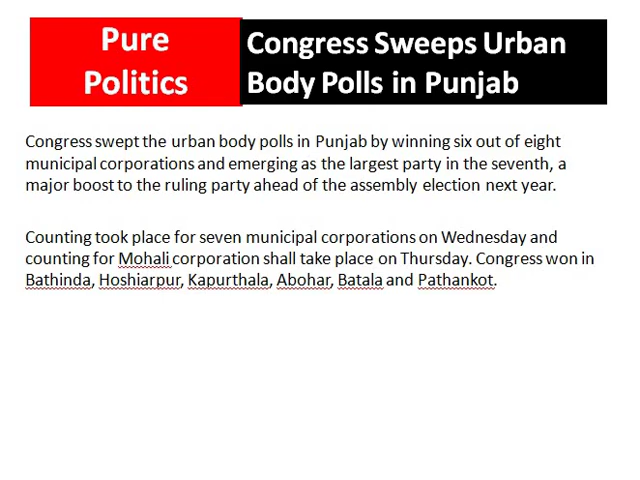 Pure
Politics
Congress Sweeps Urban
Body Polls in Punjab
Congress swept the urban body polls in Punjab by winning six out of eight
municipal corporations and emerging as the largest party in the seventh, a
major boost to the ruling party ahead of the assembly election next year.
Counting took place for seven municipal corporations on Wednesday and
counting for Mohali corporation shall take place on Thursday. Congress won in
Bathinda, Hoshiarpur, Kapurthala, Abohar, Batala and Pathankot.